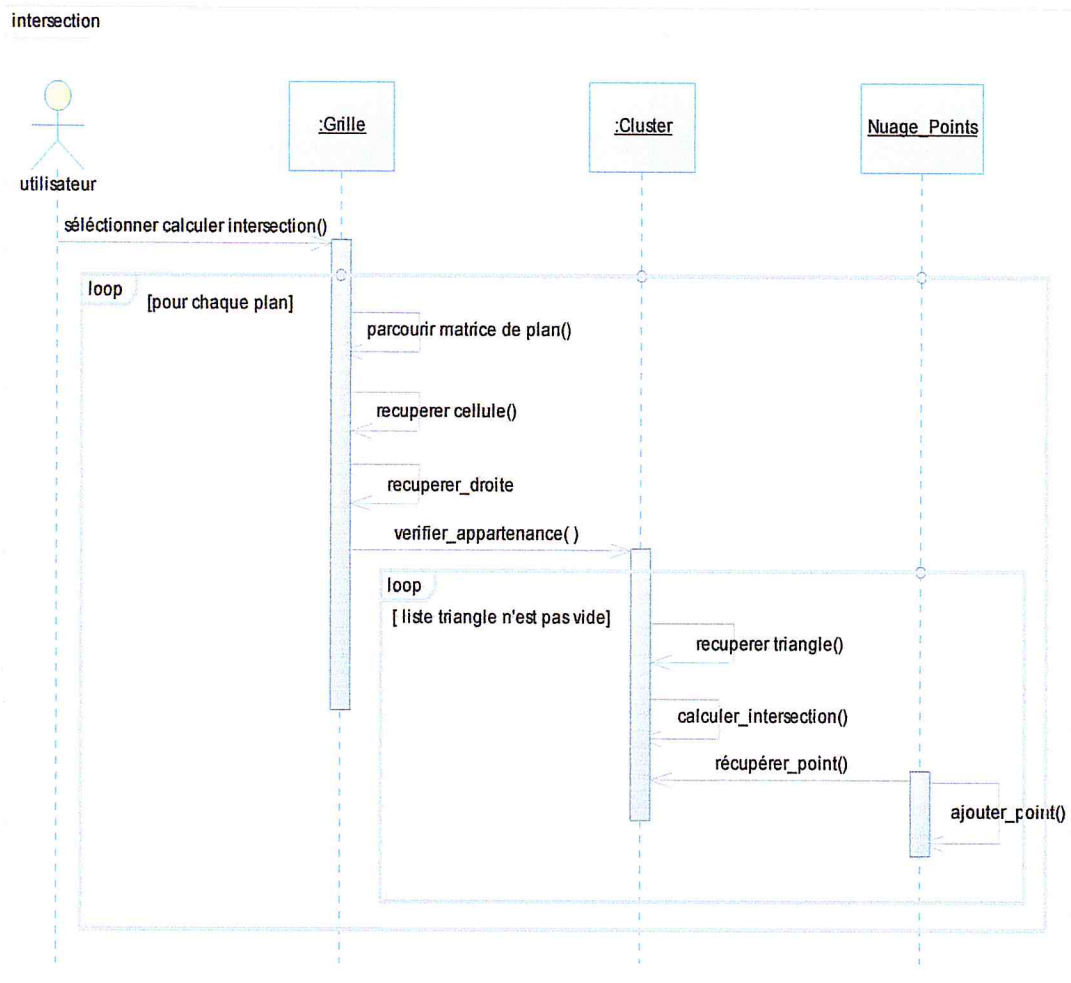 intersection
:Grille
:Cluster
Nuage_Points
utilisateur
séléctionner calculer intersection()
loop
[pour chaque plan]
parcourir matrice de plan()
recuperer cellule()
recuperer_droite
verifier_appartenance( )
loop
[ liste triangle n'est pas vide]
recuperer triangle()
calculer_intersection()
récupérer_point()
ajouter_point()